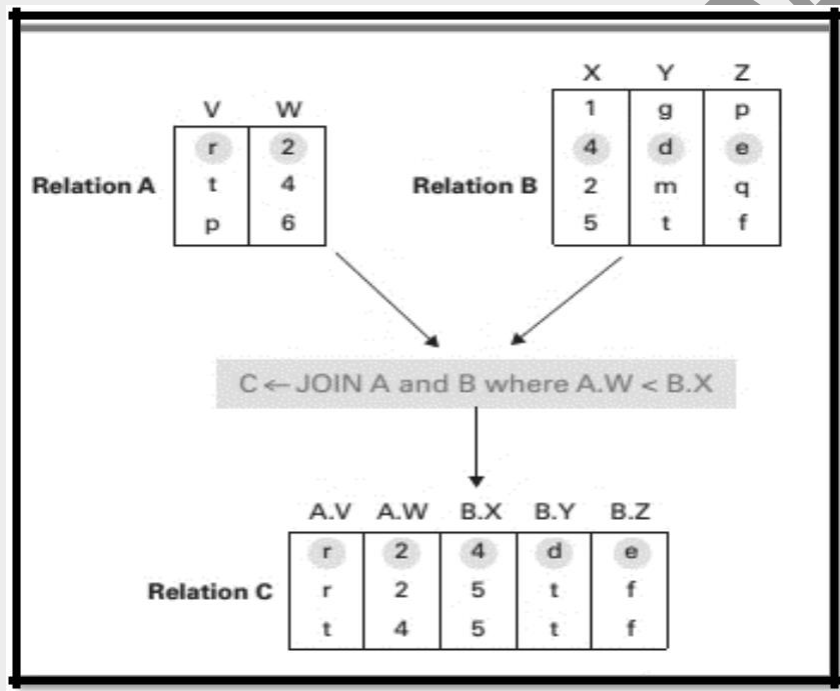 X Y Z
V W
1 g p
r 2
4 d e
Relation A
t 4
Relation B
2 m q
p 6
5 t f
C ← JOIN A and B where A.W < B.X
A.V A.W B.X B.Y B.Z
r 2 4 d e
Relation C
r 2 5 t f
t 4 5 t f